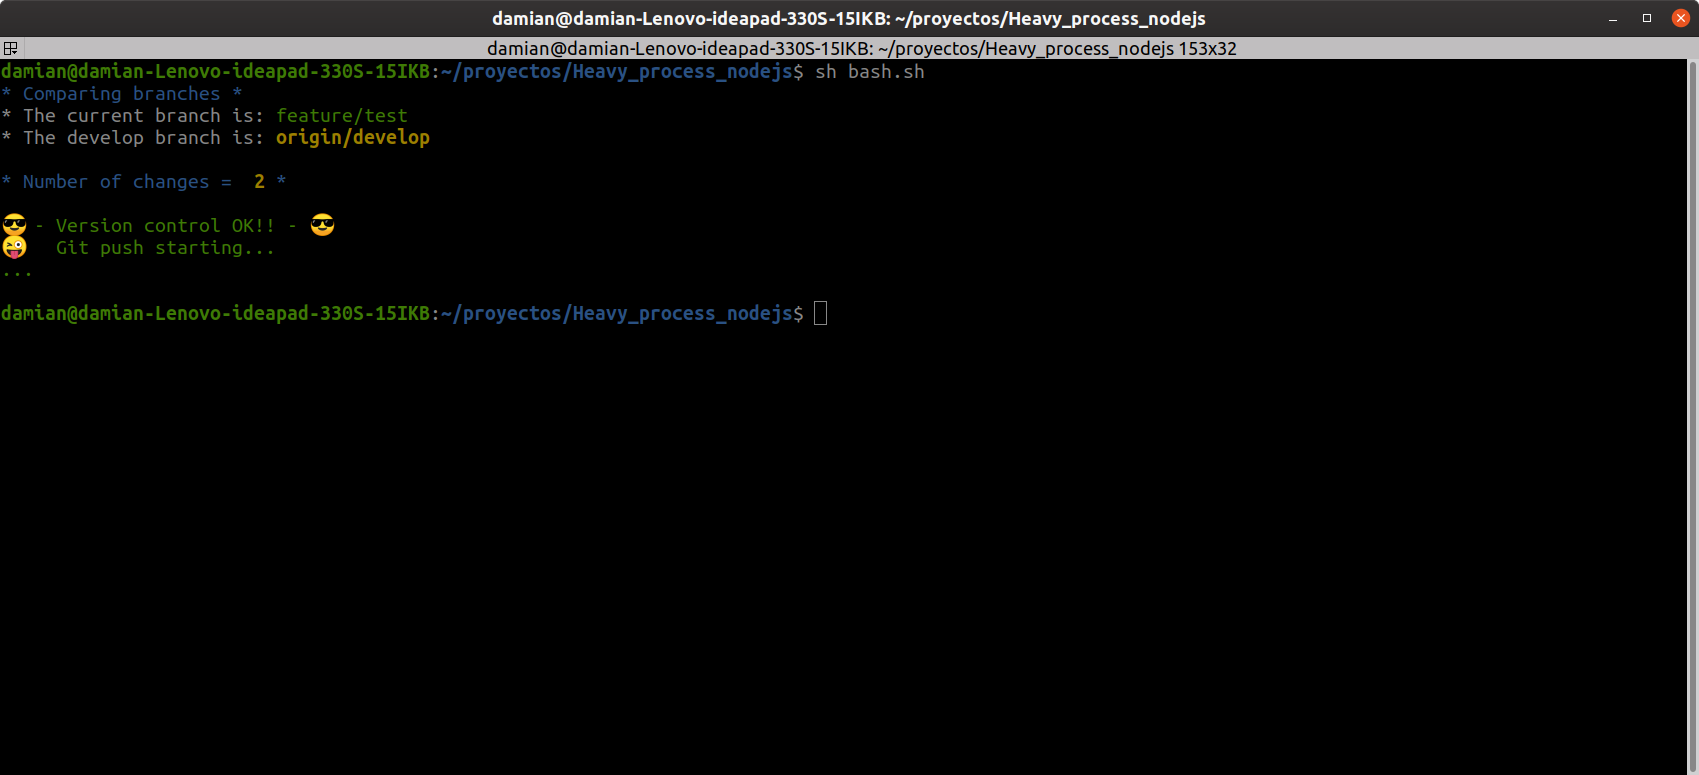 damian@damian-Lenovo-ideapad-330S-15IKB: ~/proyectos/Heavy_process_nodejs
damian@damian-Lenovo-ideapad-330S-15IKB: ~/proyectos/Heavy_process_nodejs 153x32
damian@damian-Lenovo-ideapad-330S-15IKB:~/proyectos/Heavy_process_nodejs$ sh bash.sh
* Comparing branches *
* The current branch is: feature/test
* The develop branch is: origin/develop
* Number of changes =  2 *
😎 - Version control OK!! - 😎
😜  Git push starting...
...
damian@damian-Lenovo-ideapad-330S-15IKB:~/proyectos/Heavy_process_nodejs$